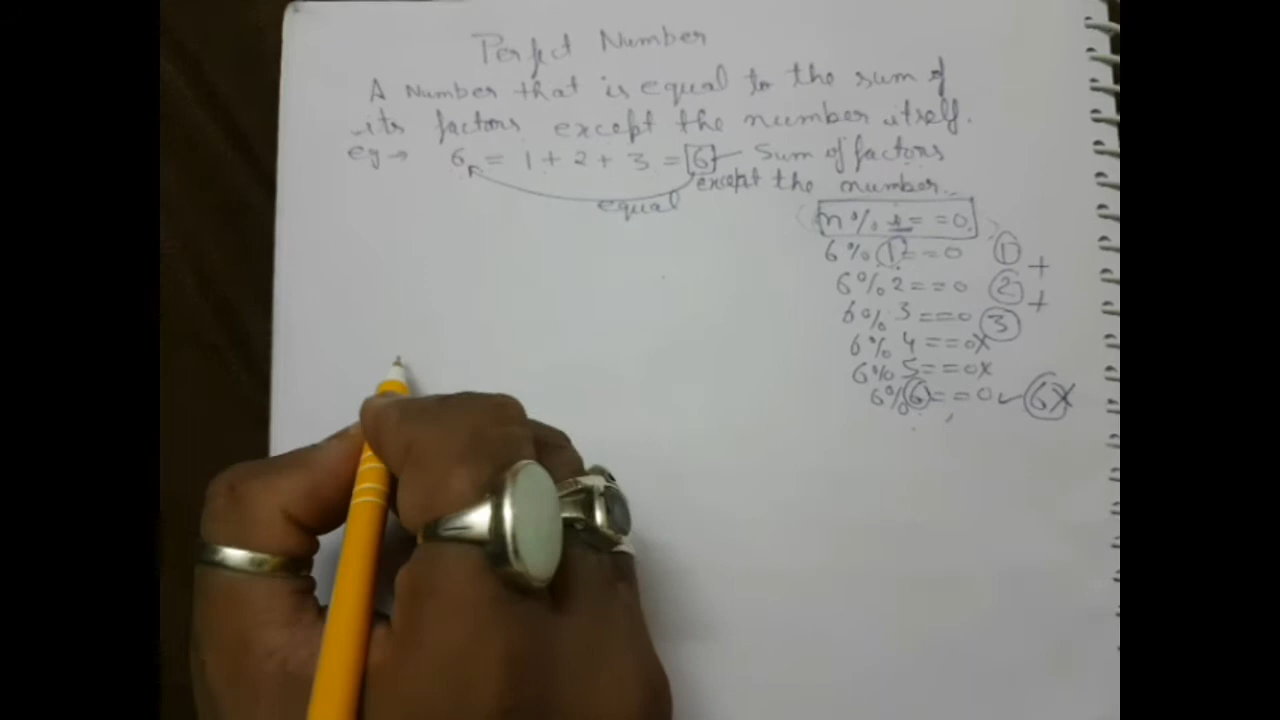 Perfect Number
A Number that is equal to the sum of
its factors except the number itself.
eg → 6 = 1 + 2 + 3 = 6 — Sum of factors
except the number.
equal
n % i == 0
6 % 1 == 0 1
+
6 % 2 == 0 2
+
6 % 3 == 0 3
6 % 4 == 0 X
6 % 5 == 0 X
6 % 6 == 0 ✓ 6 X